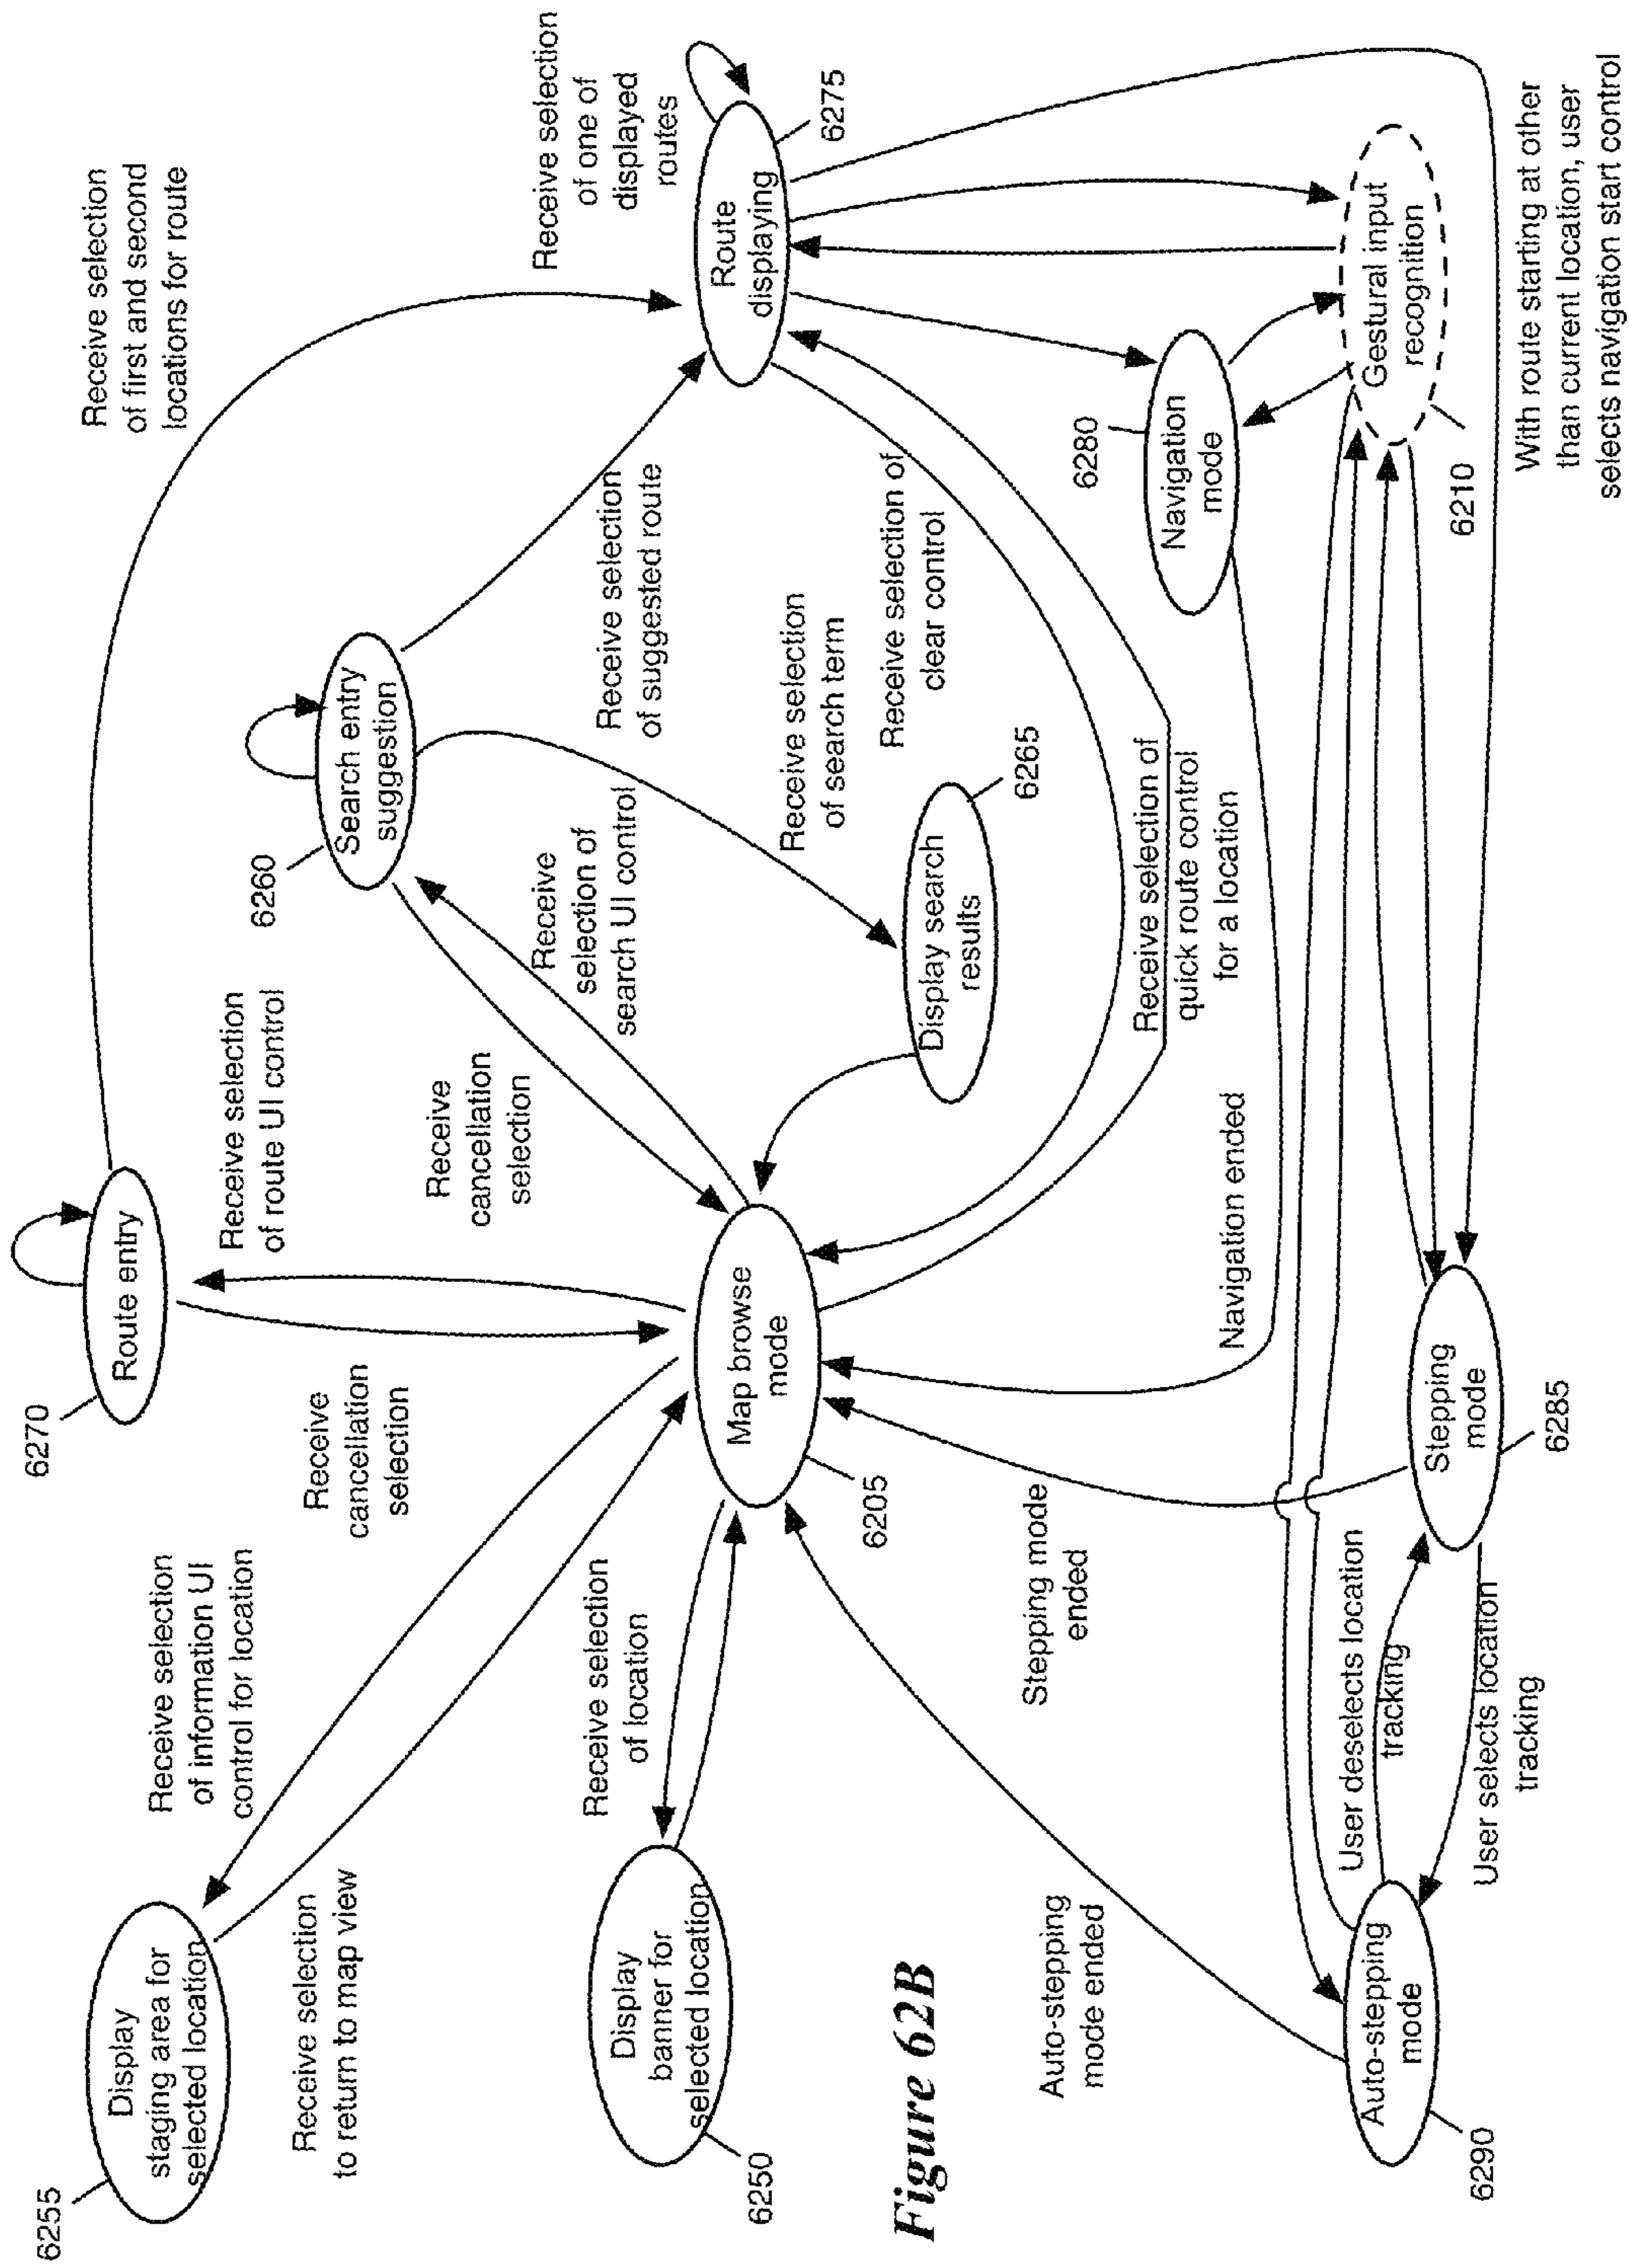 6255
Display
staging area for
selected location
Receive selection
of information UI
control for location
Receive selection
to return to map view
6270
Route entry
Receive selection
of route UI control
Receive
cancellation
selection
Receive selection
of first and second
locations for route
6260
Search entry
suggestion
Receive
cancellation
selection
Receive
selection of
search UI control
Receive selection
of suggested route
Receive selection
of search term
Receive selection
of one of
displayed
routes
Route
displaying
6275
Display
banner for
selected location
6250
Receive selection
of location
Map browse
mode
6205
Display search
results
6265
Receive selection of
clear control
Receive selection of
quick route control
for a location
Navigation
mode
6280
Navigation ended
Stepping mode
ended
Auto-stepping
mode ended
Gestural input
recognition
6210
With route starting at other
than current location, user
selects navigation start control
Auto-stepping
mode
6290
User deselects location
tracking
User selects location
tracking
Stepping
mode
6285
Figure 62B